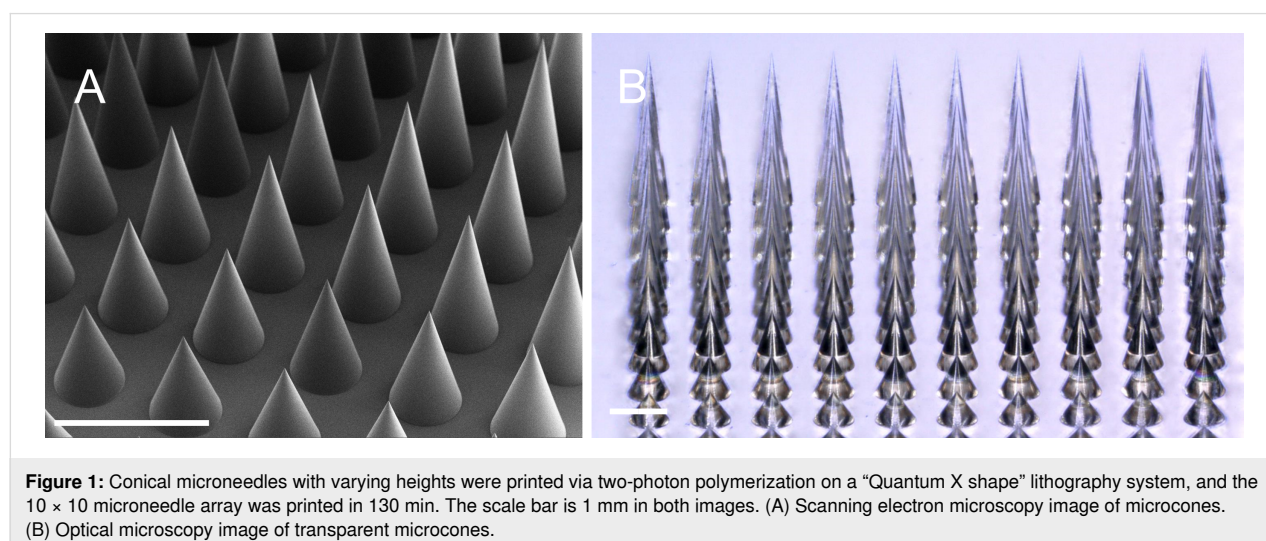 A
B
Figure 1: Conical microneedles with varying heights were printed via two-photon polymerization on a “Quantum X shape” lithography system, and the
10 × 10 microneedle array was printed in 130 min. The scale bar is 1 mm in both images. (A) Scanning electron microscopy image of microcones.
(B) Optical microscopy image of transparent microcones.